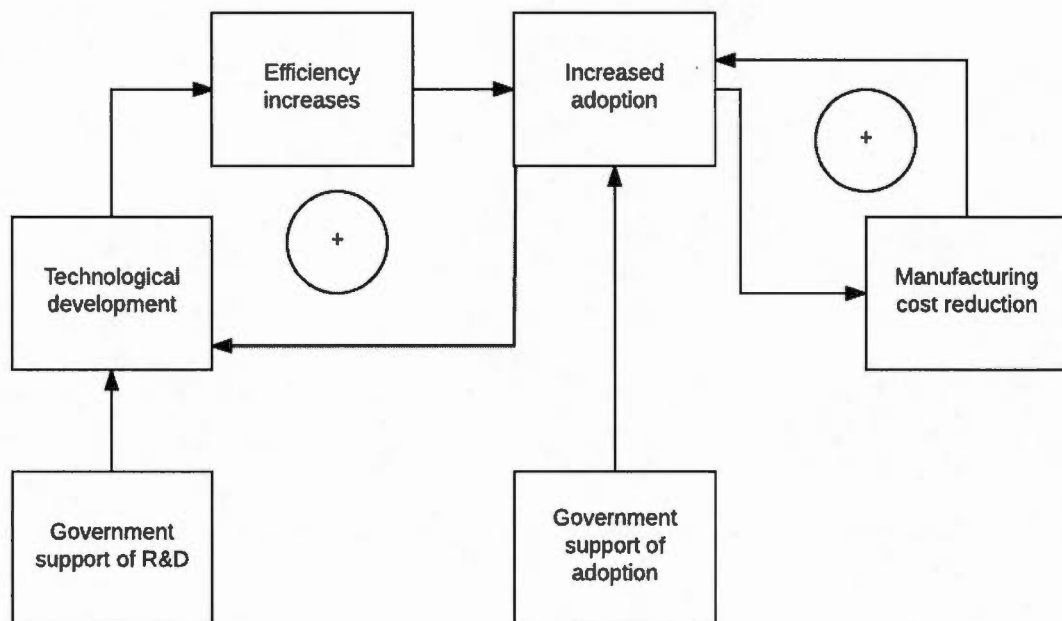 Efficiency
increases
Increased
adoption
+
+
Technological
development
Manufacturing
cost reduction
Government
support of R&D
Government
support of
adoption